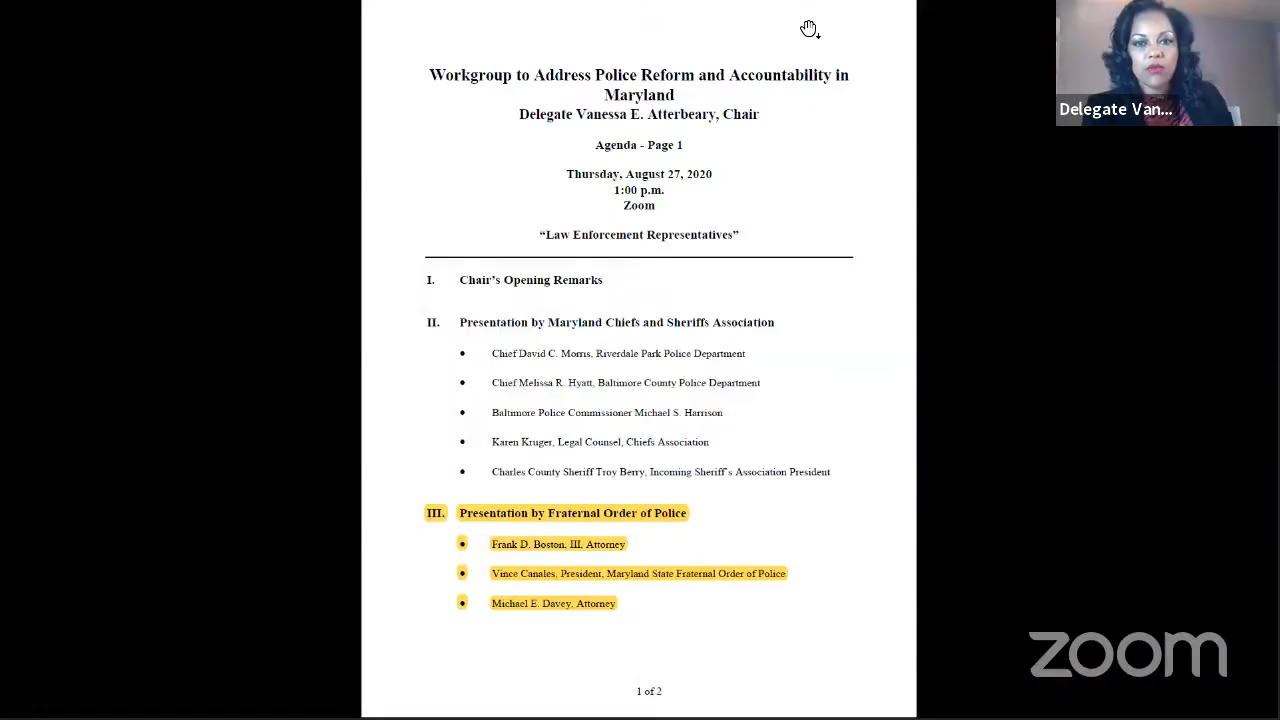 Workgroup to Address Police Reform and Accountability in
Maryland
Delegate Vanessa E. Atterbeary, Chair
Agenda - Page 1
Thursday, August 27, 2020
1:00 p.m.
Zoom
“Law Enforcement Representatives”
I. Chair's Opening Remarks
II. Presentation by Maryland Chiefs and Sheriffs Association
• Chief David C. Morris, Riverdale Park Police Department
• Chief Melissa R. Hyatt, Baltimore County Police Department
• Baltimore Police Commissioner Michael S. Harrison
• Karen Kruger, Legal Counsel, Chiefs Association
• Charles County Sheriff Troy Berry, Incoming Sheriff's Association President
III. Presentation by Fraternal Order of Police
• Frank D. Boston, III, Attorney
• Vince Canales, President, Maryland State Fraternal Order of Police
• Michael E. Davey, Attorney
1 of 2
Delegate Van...
zoom